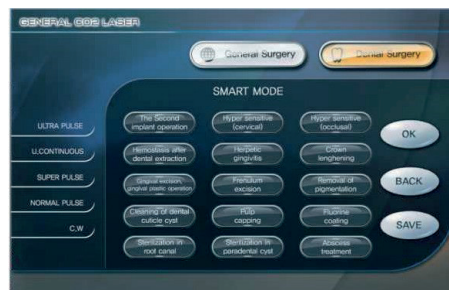 GENERAL CO2 LASER
General Surgery
Dental Surgery
SMART MODE
ULTRA PULSE
U.CONTINUOUS
SUPER PULSE
NORMAL PULSE
C.W
The Second
implant operation
Hyper sensitive
(cervical)
Hyper sensitive
(occlusal)
Hemostasis after
dental extraction
Herpetic
gingivitis
Crown
lenghening
Gingival excision,
gingival plastic operation
Frenulum
excision
Removal of
pigmentation
Cleaning of dental
cuticle cyst
Pulp
capping
Fluorine
coating
Sterilization in
root canal
Sterilization in
paradental cyst
Abscess
treatment
OK
BACK
SAVE